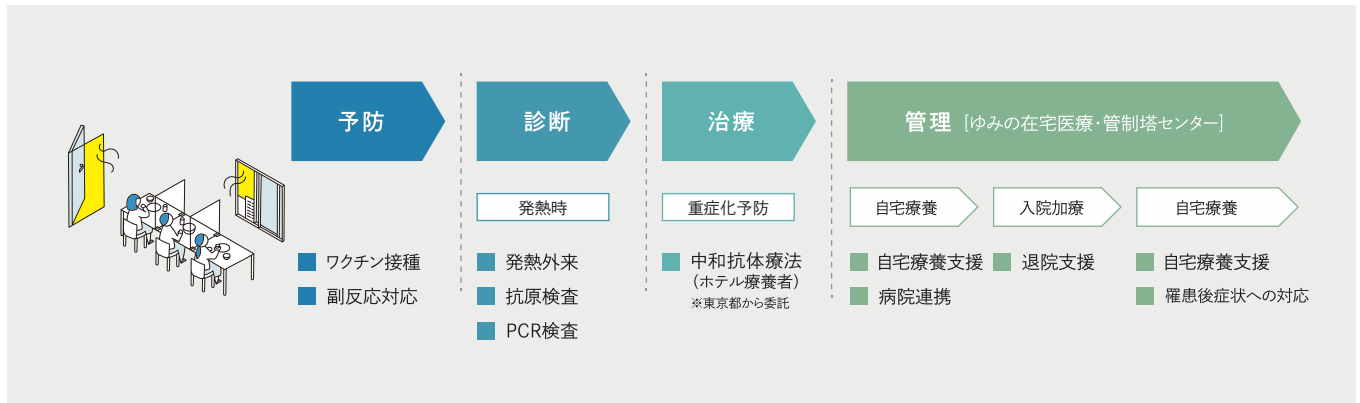 予防
診断
治療
管理 [ゆみの在宅医療・管制塔センター]
発熱時
重症化予防
自宅療養
入院加療
自宅療養
ワクチン接種
副反応対応
発熱外来
抗原検査
PCR検査
中和抗体療法
（ホテル療養者）
※東京都から委託
自宅療養支援
病院連携
退院支援
自宅療養支援
罹患後症状への対応